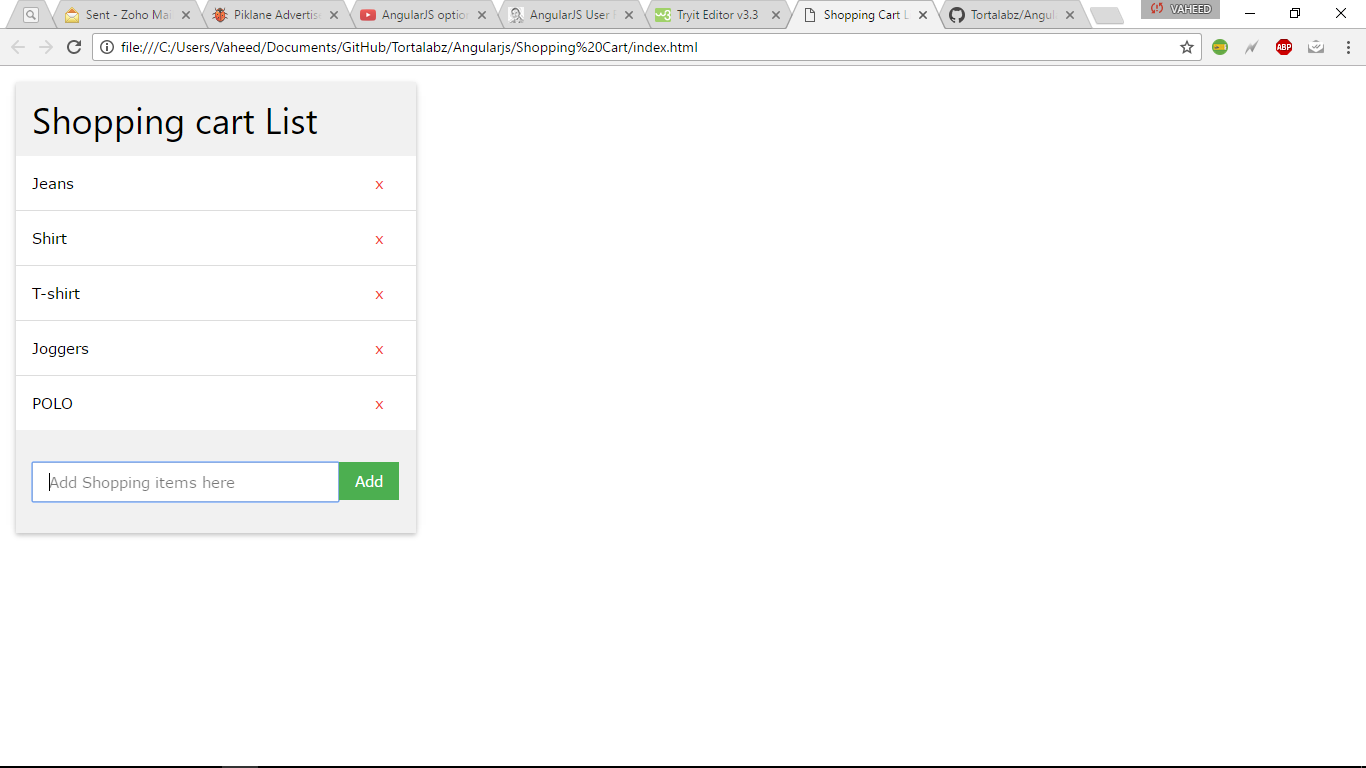 Sent - Zoho Mai
Piklane Advertis
AngularJS optio
AngularJS User
Tryit Editor v3.3
Shopping Cart L
Tortalabz/Angul
VAHEED
file:///C:/Users/Vaheed/Documents/GitHub/Tortalabz/Angularjs/Shopping%20Cart/index.html
ABP
Shopping cart List
Jeans x
Shirt x
T-shirt x
Joggers x
POLO x
Add Shopping items here Add